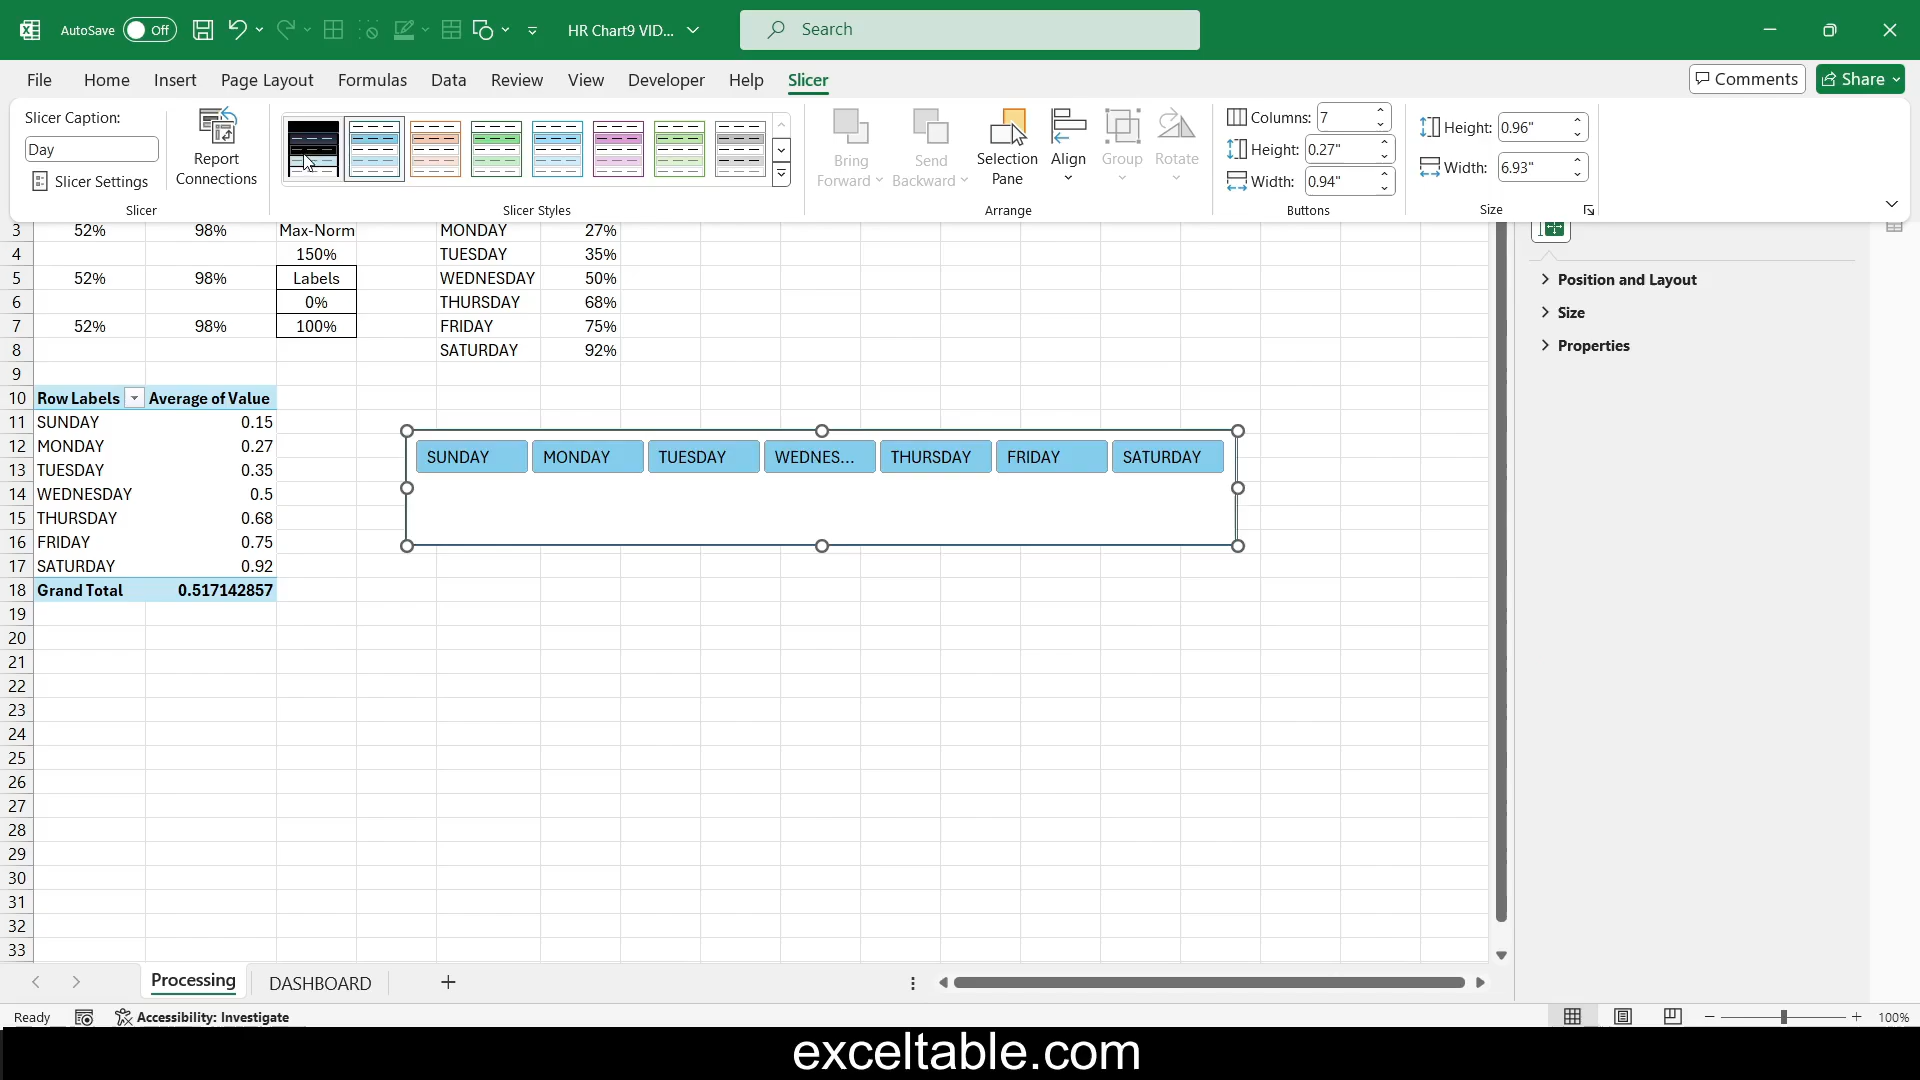 AutoSave Off HR Chart9 VID... Search
File Home Insert Page Layout Formulas Data Review View Developer Help Slicer Comments Share
Slicer Caption:
Day
Slicer Settings
Report
Connections
Slicer
Slicer Styles
Bring
Forward
Send
Backward
Selection
Pane
Align
Group
Rotate
Arrange
Columns: 7
Height: 0.27"
Width: 0.94"
Buttons
Height: 0.96"
Width: 6.93"
Size
3 52% 98% Max-Norm MONDAY 27%
4 150% TUESDAY 35%
5 52% 98% Labels WEDNESDAY 50%
6 0% THURSDAY 68%
7 52% 98% 100% FRIDAY 75%
8 SATURDAY 92%
9
10 Row Labels Average of Value
11 SUNDAY 0.15
12 MONDAY 0.27
13 TUESDAY 0.35
14 WEDNESDAY 0.5
15 THURSDAY 0.68
16 FRIDAY 0.75
17 SATURDAY 0.92
18 Grand Total 0.517142857
19
20
21
22
23
24
25
26
27
28
29
30
31
32
33
SUNDAY MONDAY TUESDAY WEDNES... THURSDAY FRIDAY SATURDAY
Position and Layout
Size
Properties
Processing DASHBOARD
Ready Accessibility: Investigate 100%
exceltable.com